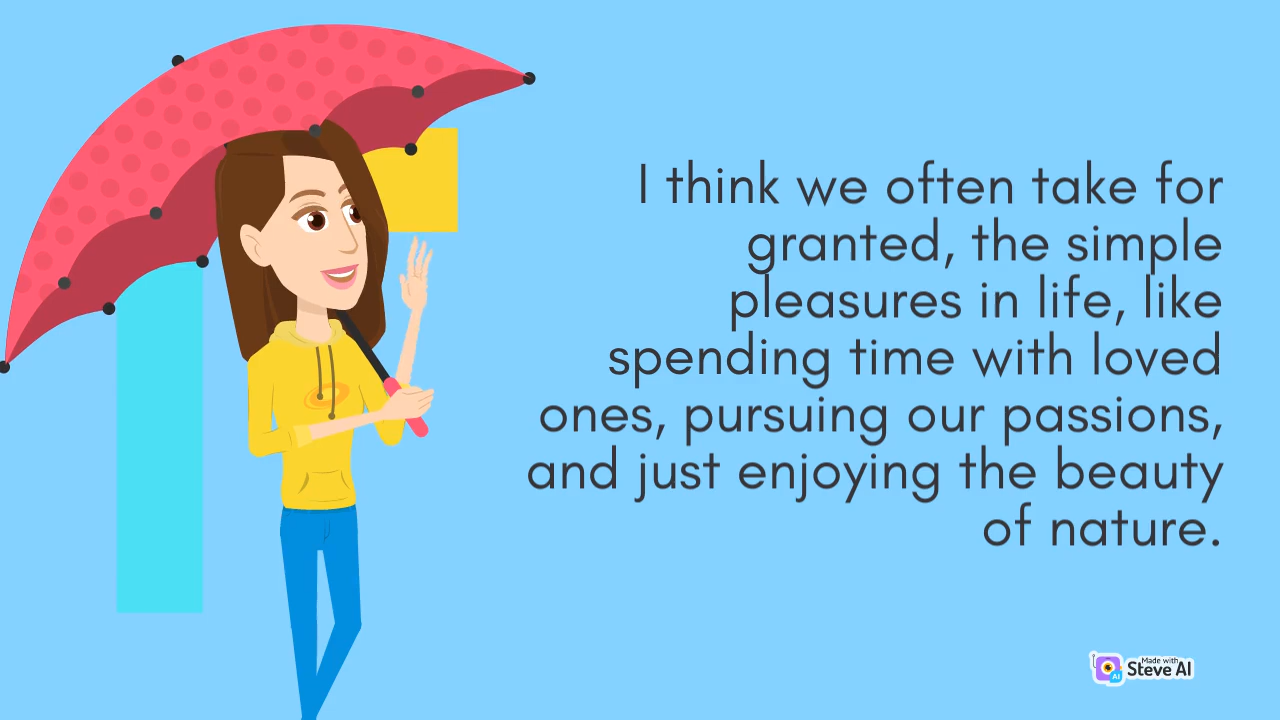 I think we often take for
granted, the simple
pleasures in life, like
spending time with loved
ones, pursuing our passions,
and just enjoying the beauty
of nature.
Made with
Steve AI
AI